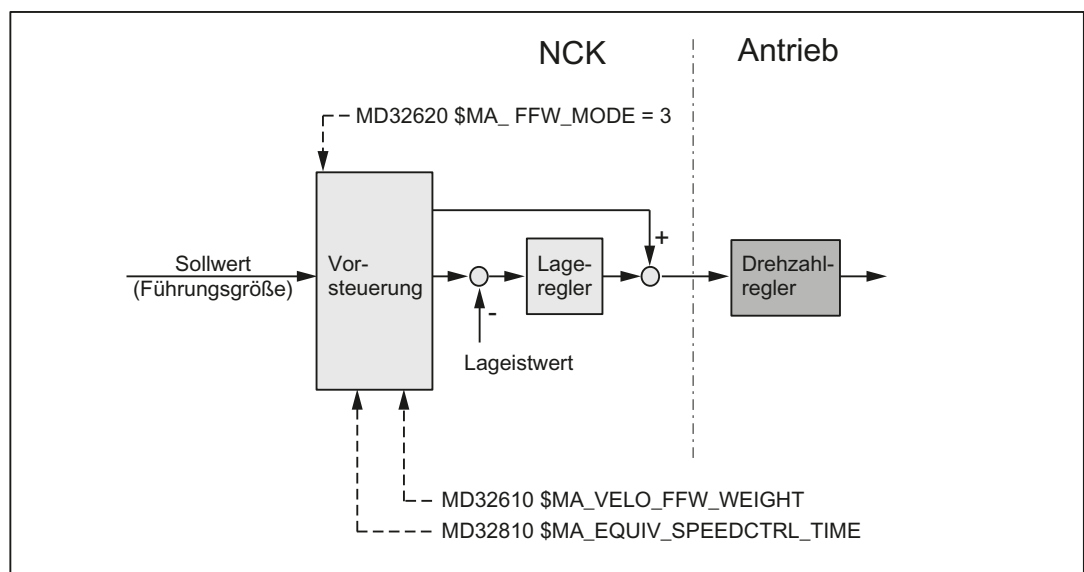 NCK
Antrieb
MD32620 $MA_ FFW_MODE = 3
Sollwert
(Führungsgröße)
Vor-
steuerung
-
Lageistwert
Lage-
regler
+
Drehzahl-
regler
MD32610 $MA_VELO_FFW_WEIGHT
MD32810 $MA_EQUIV_SPEEDCTRL_TIME